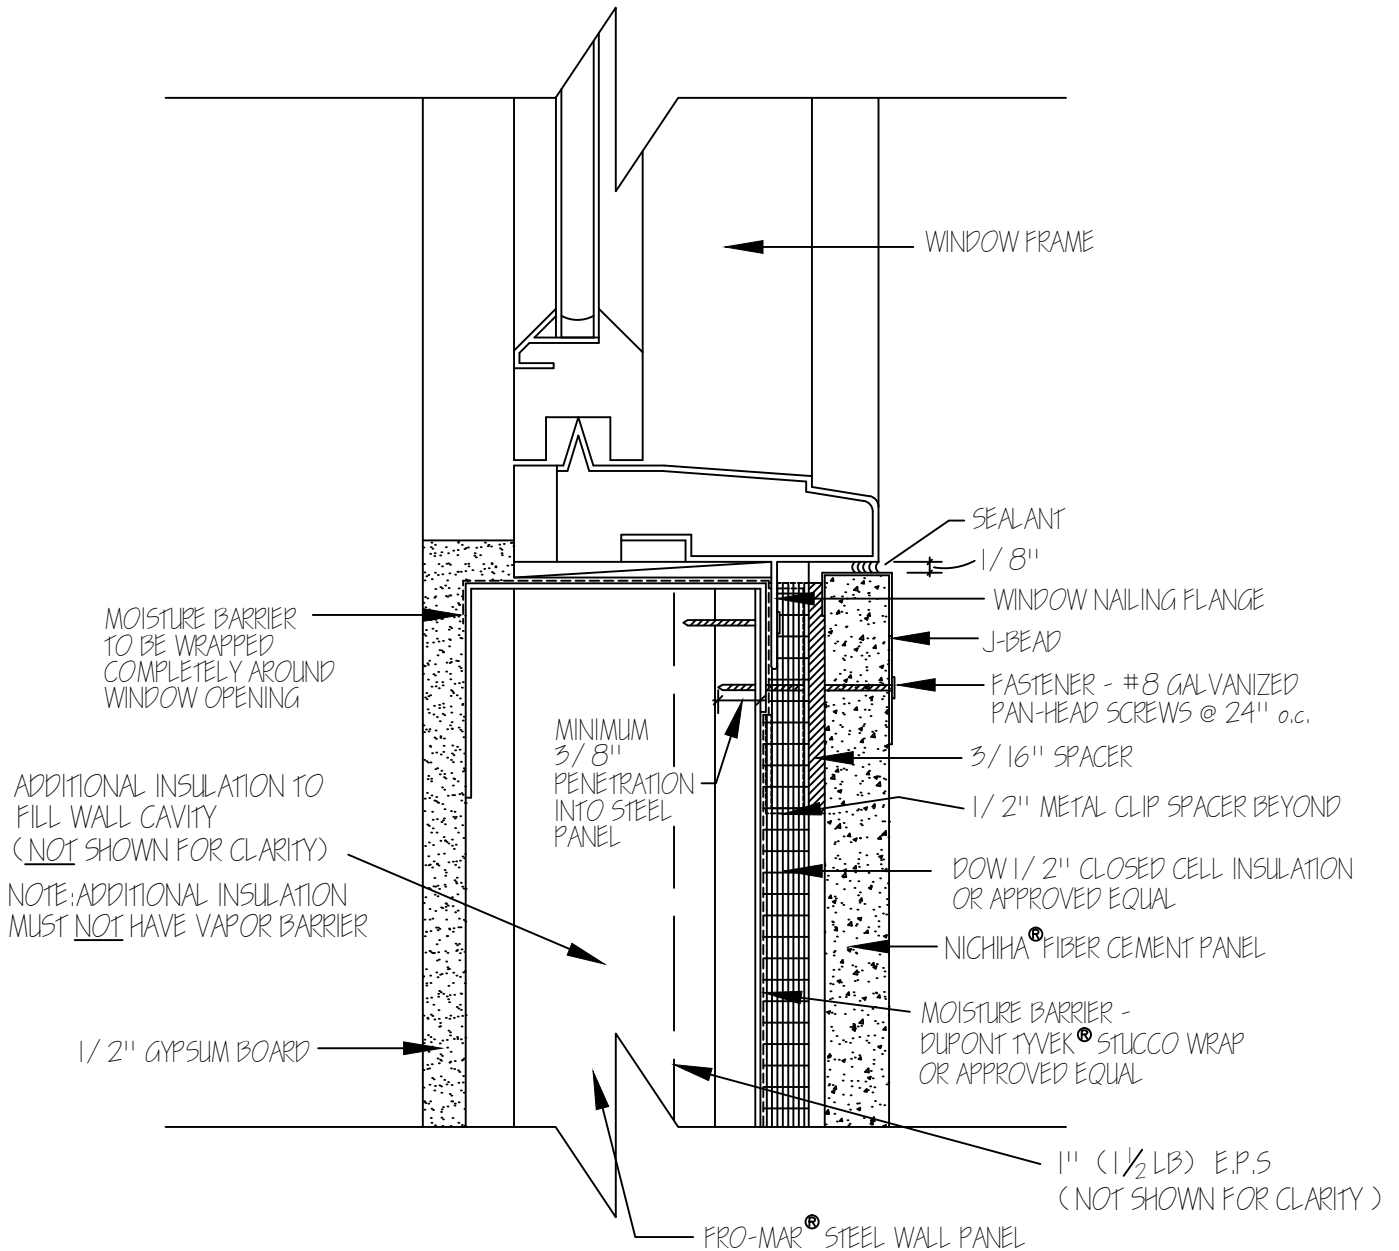 WINDOW FRAME
SEALANT
1/8"
WINDOW NAILING FLANGE
J-BEAD
FASTENER - #8 GALVANIZED
PAN-HEAD SCREWS @ 24" o.c.
3/16" SPACER
1/2" METAL CLIP SPACER BEYOND
DOW 1/2" CLOSED CELL INSULATION
OR APPROVED EQUAL
NICHIHA® FIBER CEMENT PANEL
MOISTURE BARRIER -
DUPONT TYVEK® STUCCO WRAP
OR APPROVED EQUAL
1" (1 1/2 LB) E.P.S
(NOT SHOWN FOR CLARITY)
FRO-MAR® STEEL WALL PANEL
MOISTURE BARRIER
TO BE WRAPPED
COMPLETELY AROUND
WINDOW OPENING
MINIMUM
3/8"
PENETRATION
INTO STEEL
PANEL
ADDITIONAL INSULATION TO
FILL WALL CAVITY
(NOT SHOWN FOR CLARITY)
NOTE: ADDITIONAL INSULATION
MUST NOT HAVE VAPOR BARRIER
1/2" GYPSUM BOARD